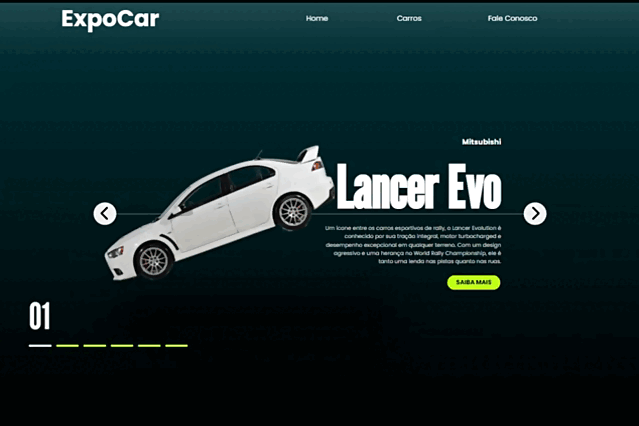 ExpoCar
Home Carros Fale Conosco
Mitsubishi
Lancer Evo
Um ícone entre os carros esportivos de rally, o Lancer Evolution é
conhecido por sua tração integral, motor turbocharged e
desempenho excepcional em qualquer terreno. Com um design
agressivo e uma herança no World Rally Championship, ele é
tanto uma lenda nas pistas quanto nas ruas.
SAIBA MAIS
01